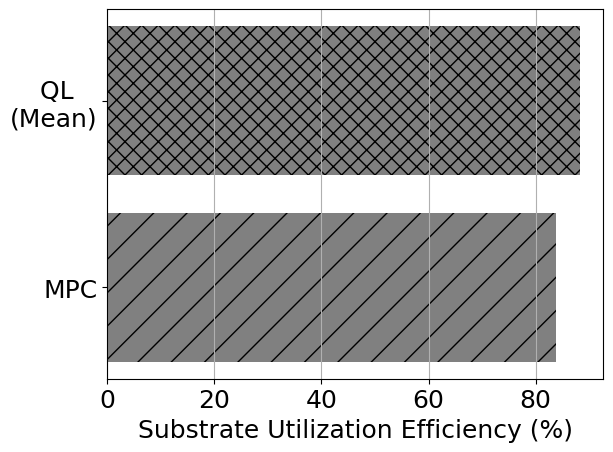 QL
(Mean)
MPC
0 20 40 60 80
Substrate Utilization Efficiency (%)